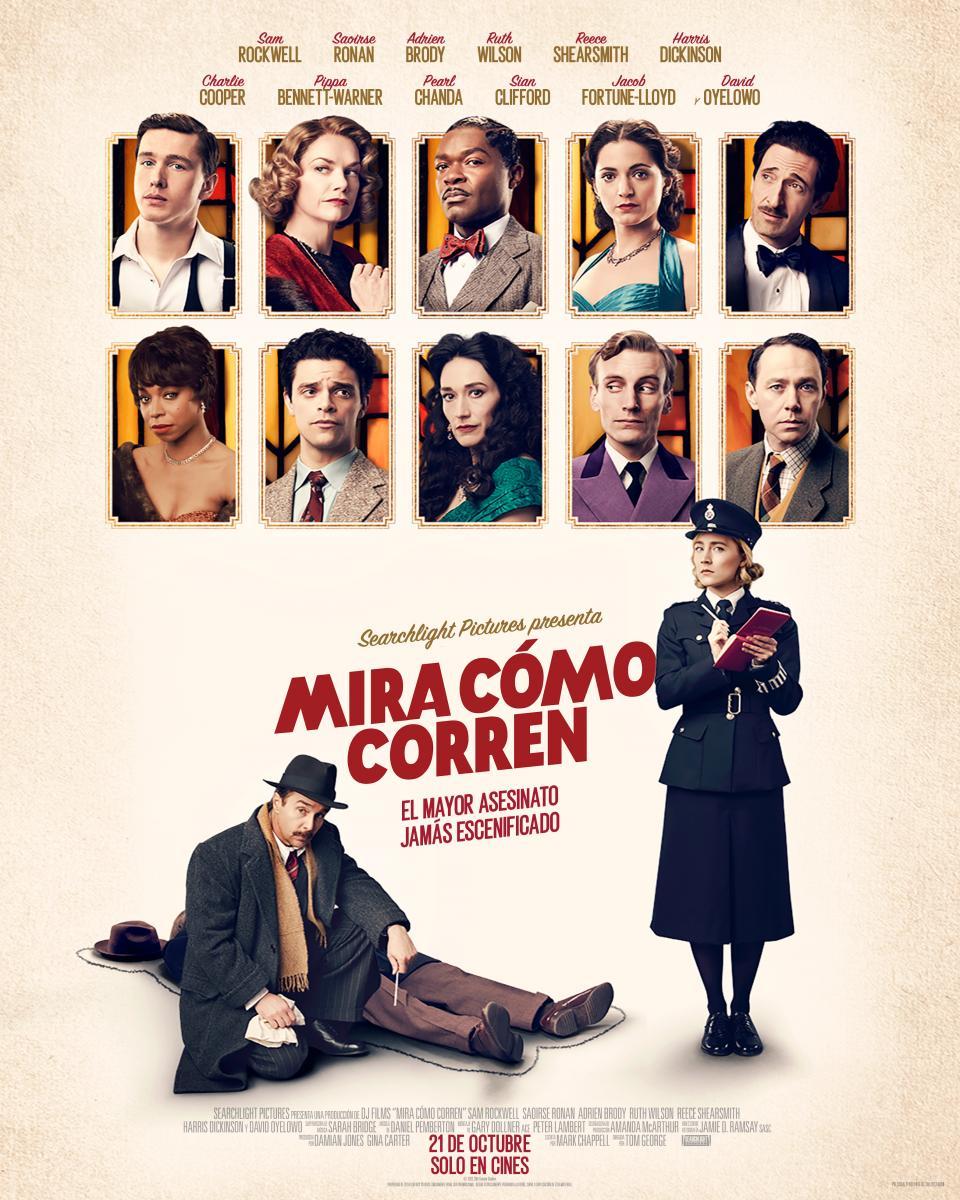 Sam ROCKWELL Saoirse RONAN Adrien BRODY Ruth WILSON Reece SHEARSMITH Harris DICKINSON
Charlie COOPER Pippa BENNETT-WARNER Pearl CHANDA Sian CLIFFORD Jacob FORTUNE-LLOYD y David OYELOWO
Searchlight Pictures presenta
MIRA CÓMO
CORREN
EL MAYOR ASESINATO
JAMÁS ESCENIFICADO
SEARCHLIGHT PICTURES PRESENTA UNA PRODUCCIÓN DE DJ FILMS "MIRA CÓMO CORREN" SAM ROCKWELL SAOIRSE RONAN ADRIEN BRODY RUTH WILSON REECE SHEARSMITH
HARRIS DICKINSON Y DAVID OYELOWO SARAH BRIDGE DANIEL PEMBERTON GARY DOLLNER ACE PETER LAMBERT AMANDA McARTHUR JAMIE D. RAMSAY SASC
DAMIAN JONES GINA CARTER MARK CHAPPELL TOM GEORGE
21 DE OCTUBRE
SOLO EN CINES